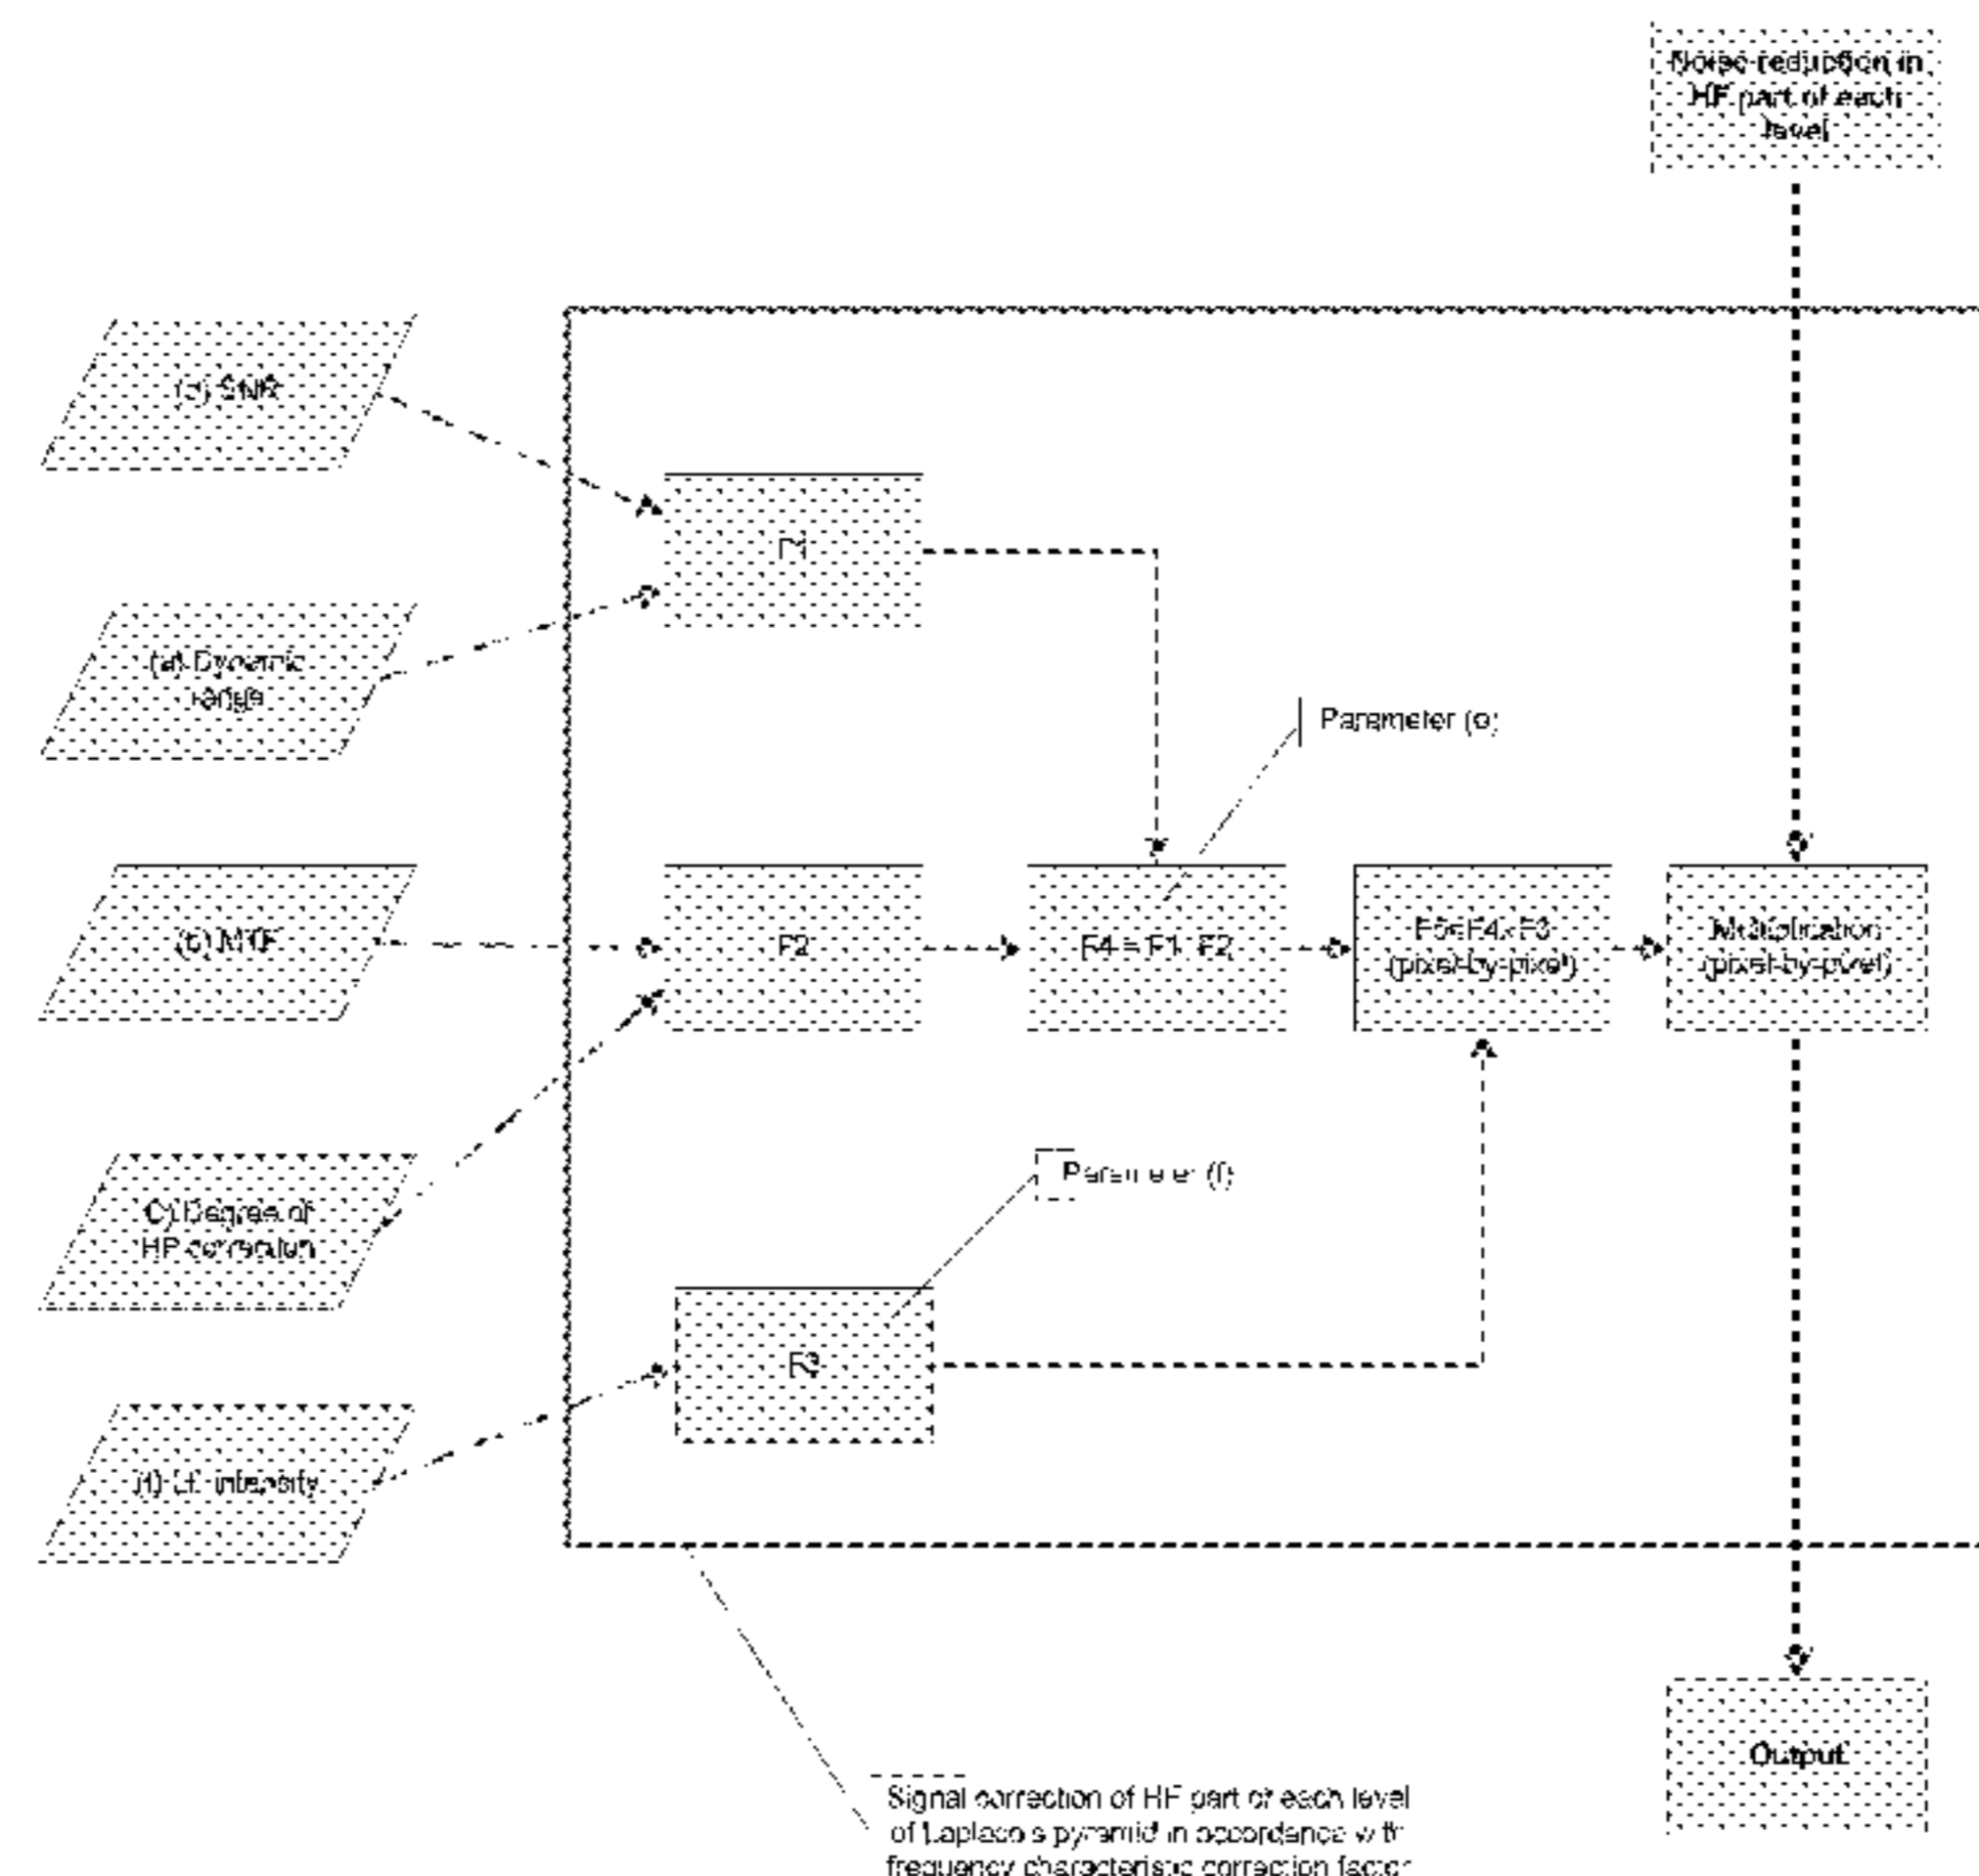 Noise reduction in
HF part of each
level
SNR
F1
(a) Dynamic
range
Parameter (e)
(b) MTF
F2
F4 = F1 F2
F5=F4×F3
(pixel-by-pixel)
Multiplication
(pixel-by-pixel)
Degree of
HF correction
Parameter (f)
F3
intensity
Output
Signal correction of HF part of each level
of Laplace's pyramid in accordance with
frequency characteristic correction factor